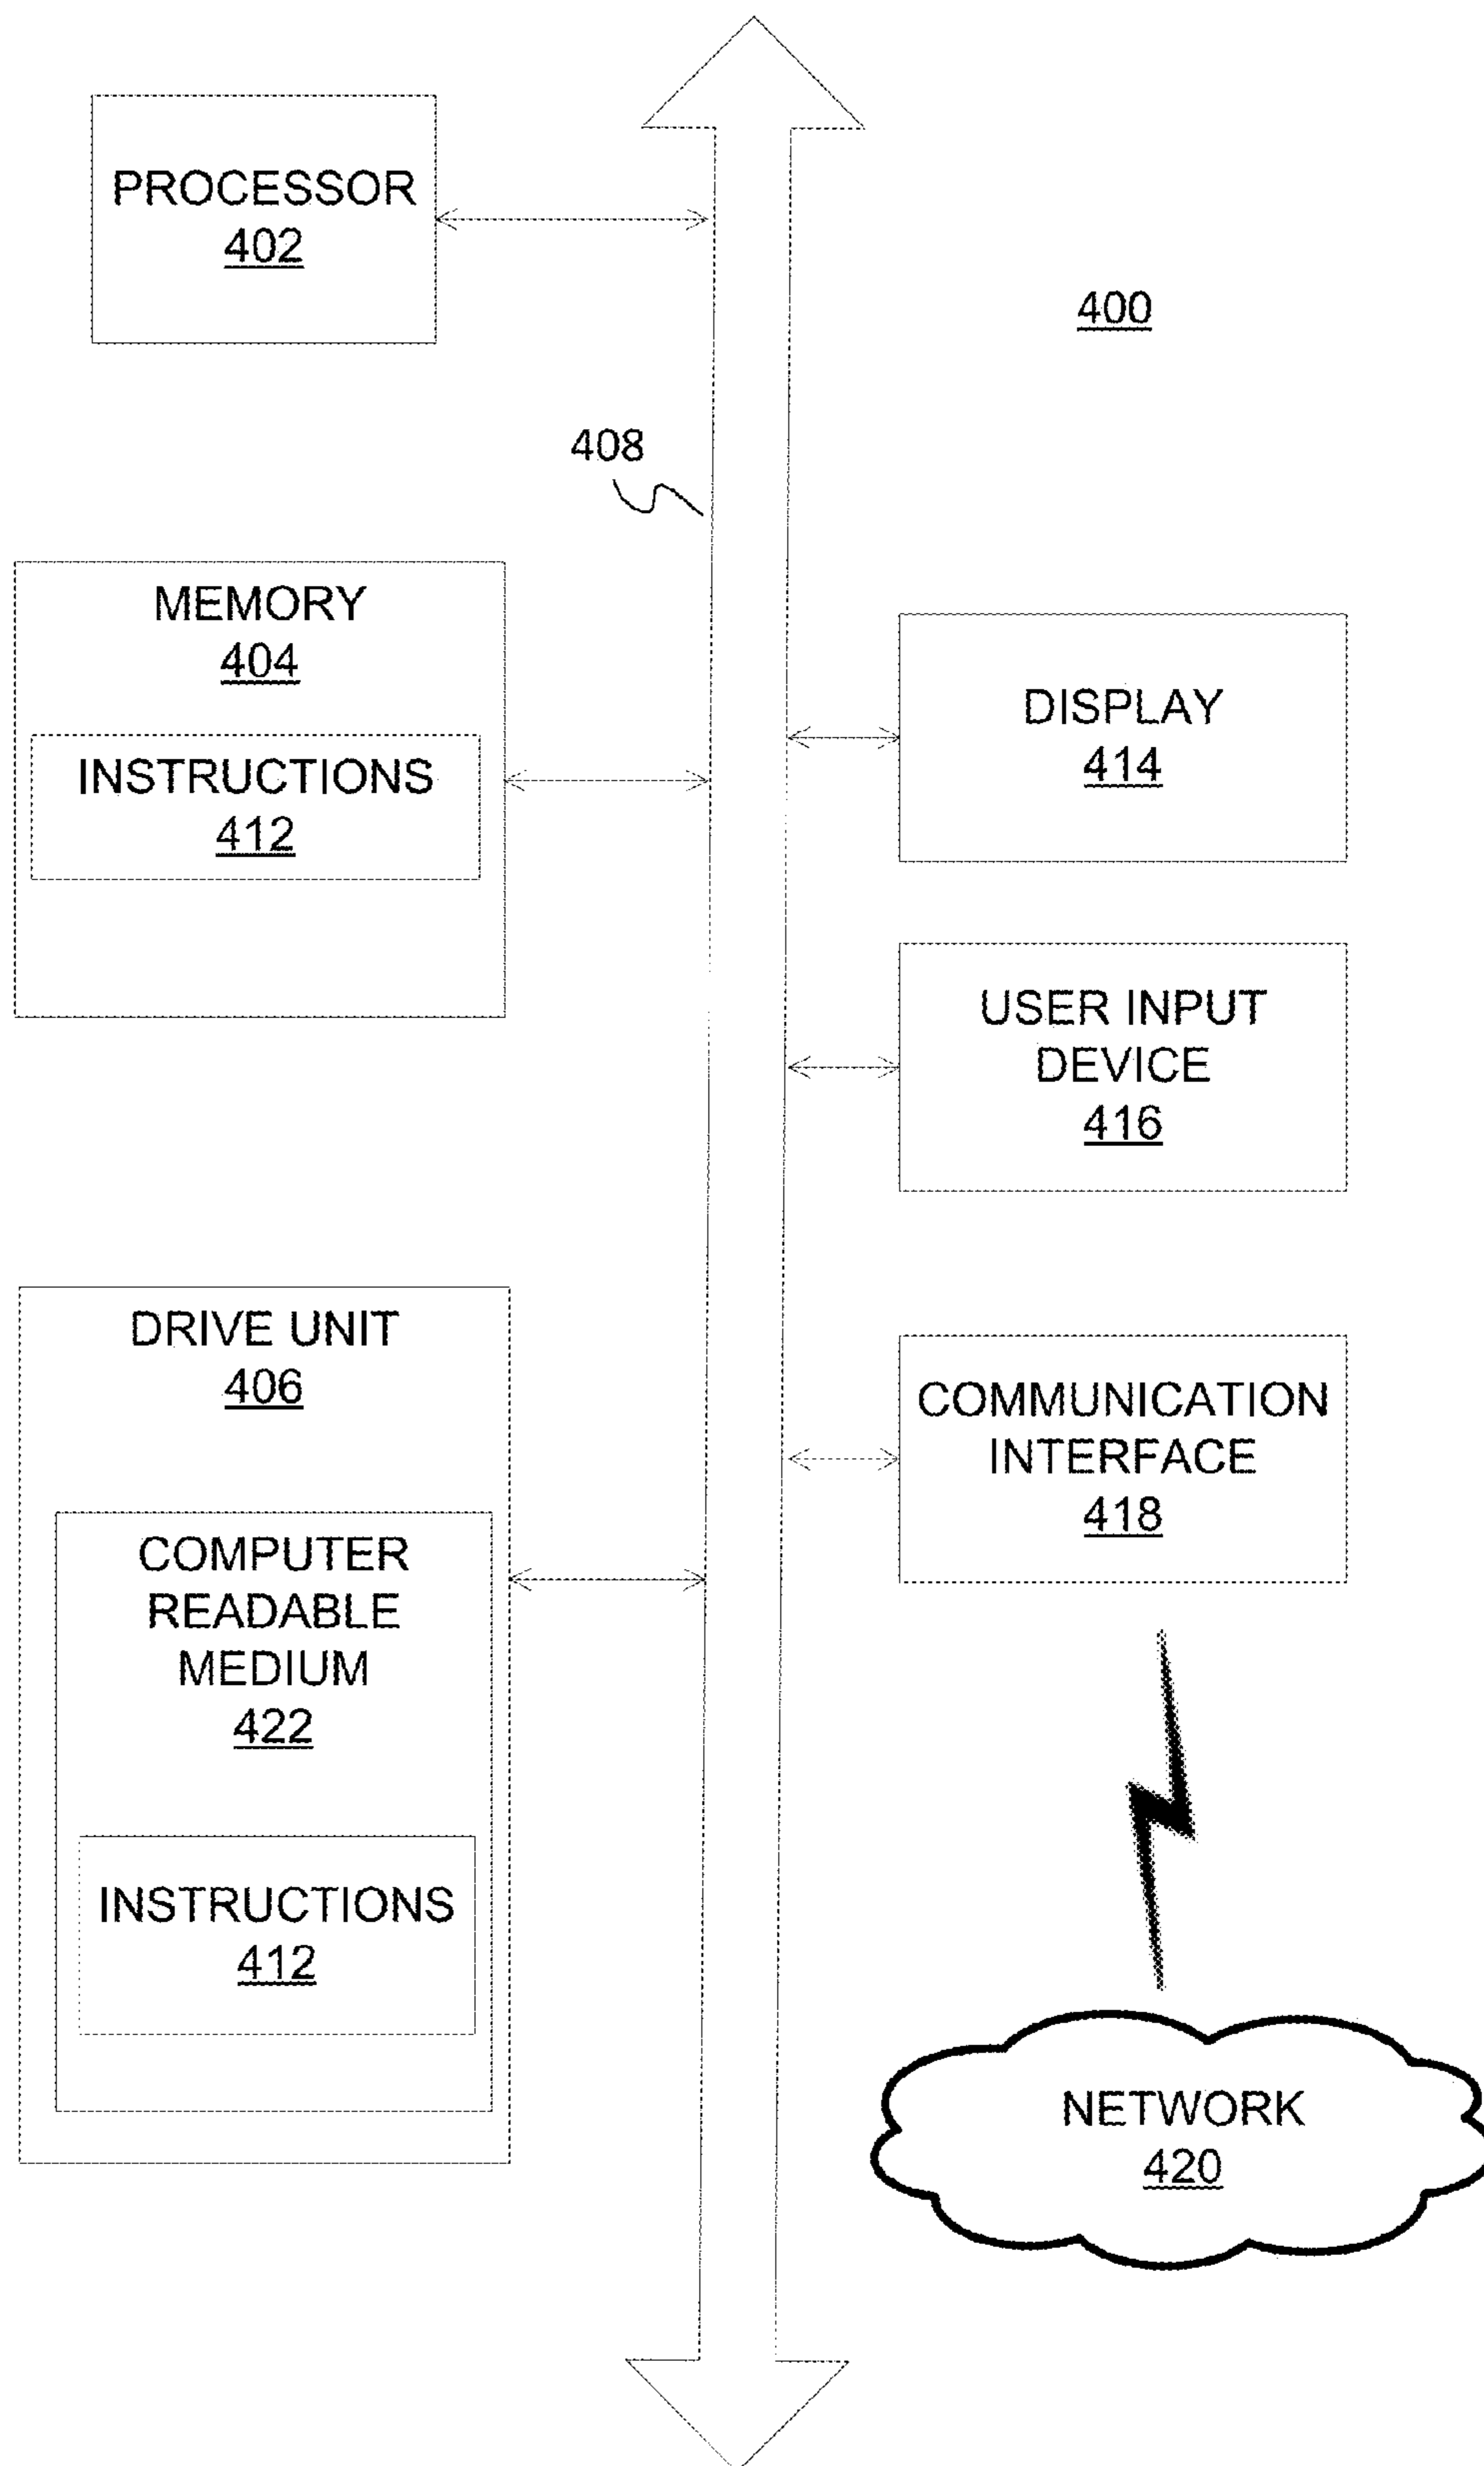 PROCESSOR
402
400
408
MEMORY
404
INSTRUCTIONS
412
DISPLAY
414
USER INPUT
DEVICE
416
DRIVE UNIT
406
COMPUTER
READABLE
MEDIUM
422
INSTRUCTIONS
412
COMMUNICATION
INTERFACE
418
NETWORK
420